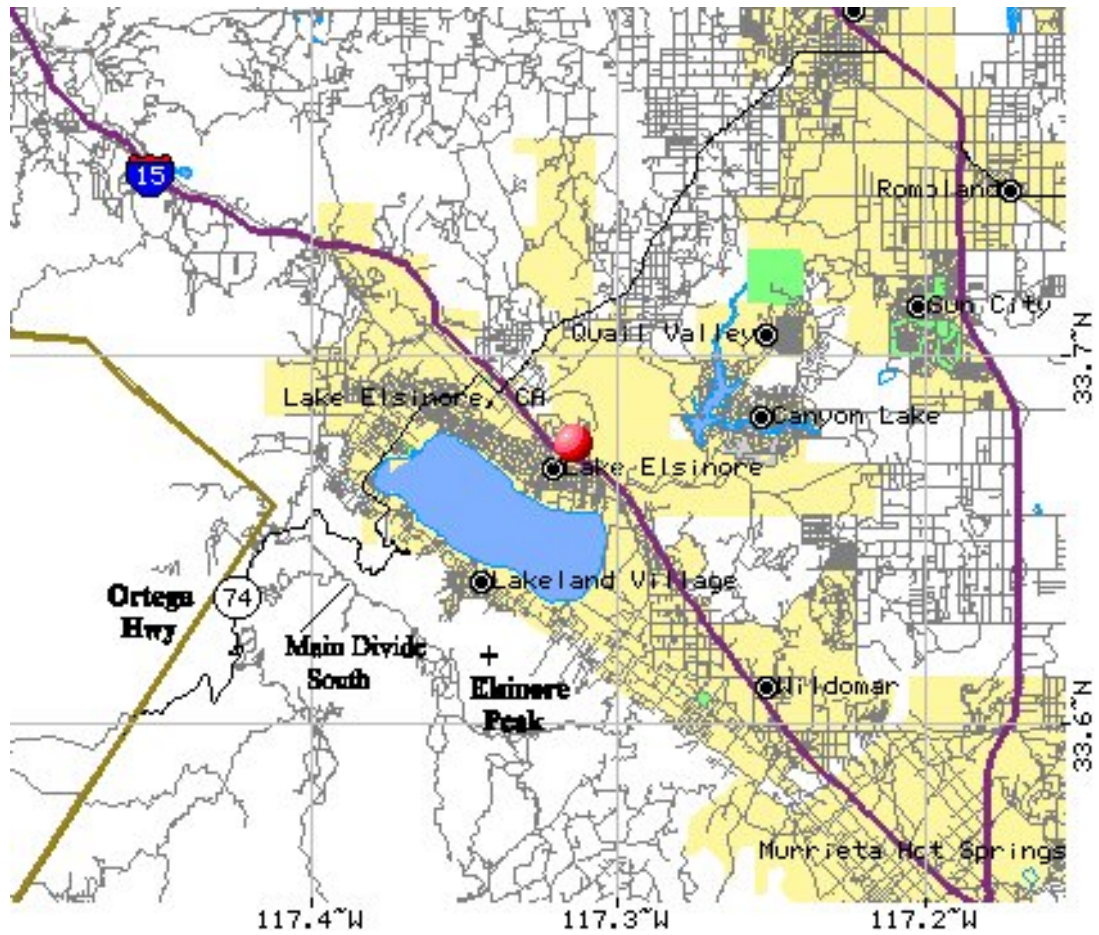 15
Romoland
Sun City
Quail Valley
33.7~N
Lake Elsinore, CA
Canyon Lake
Lake Elsinore
Lakeland Village
Ortega
Hwy
74
Main Divide
South
Elsinore
Peak
Wildomar
33.6~N
Murrieta Hot Springs
117.4~W
117.3~W
117.2~W